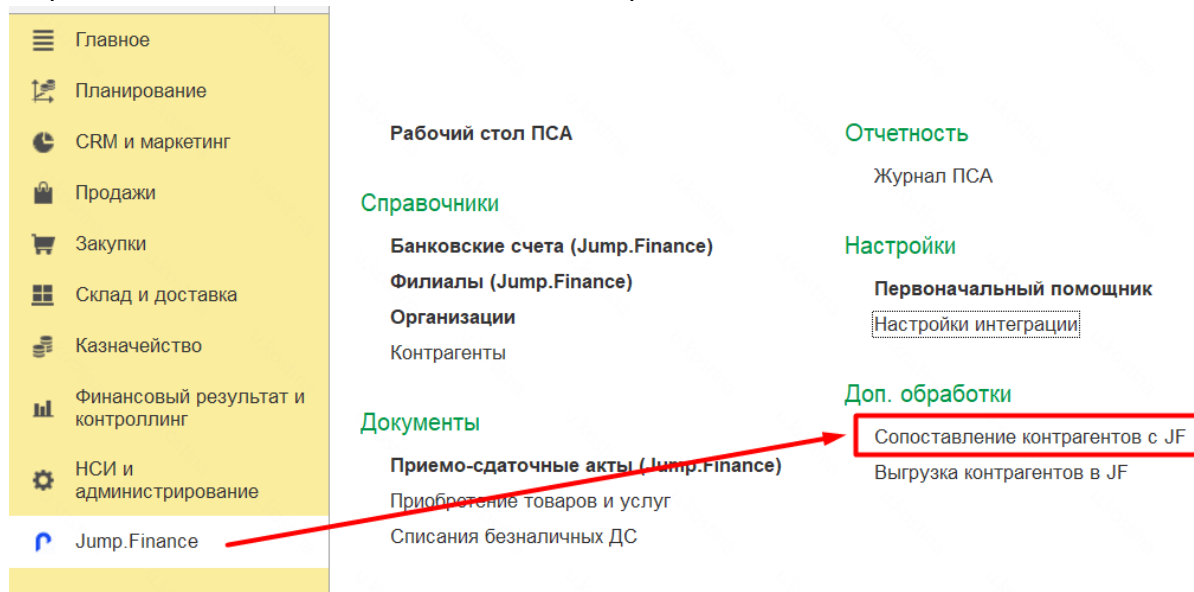 Главное
Планирование
CRM и маркетинг
Продажи
Закупки
Склад и доставка
Казначейство
Финансовый результат и
контроллинг
НСИ и
администрирование
Jump.Finance
Рабочий стол ПСА
Справочники
Банковские счета (Jump.Finance)
Филиалы (Jump.Finance)
Организации
Контрагенты
Документы
Приемо-сдаточные акты (Jump.Finance)
Приобретение товаров и услуг
Списания безналичных ДС
Отчетность
Журнал ПСА
Настройки
Первоначальный помощник
Настройки интеграции
Доп. обработки
Сопоставление контрагентов с JF
Выгрузка контрагентов в JF